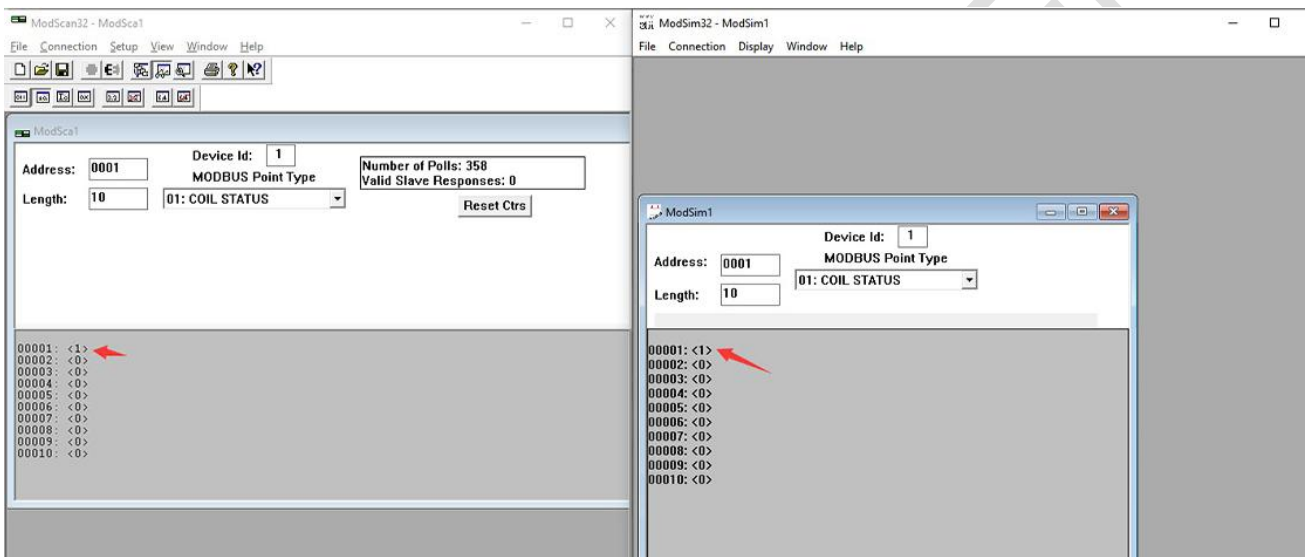 ModScan32 - ModSca1
File Connection Setup View Window Help
ModSca1
Address: 0001
Device Id: 1
MODBUS Point Type
Length: 10
01: COIL STATUS
Number of Polls: 358
Valid Slave Responses: 0
Reset Ctrs
00001: <1>
00002: <0>
00003: <0>
00004: <0>
00005: <0>
00006: <0>
00007: <0>
00008: <0>
00009: <0>
00010: <0>
ModSim32 - ModSim1
File Connection Display Window Help
ModSim1
Device Id: 1
Address: 0001
MODBUS Point Type
01: COIL STATUS
Length: 10
00001: <1>
00002: <0>
00003: <0>
00004: <0>
00005: <0>
00006: <0>
00007: <0>
00008: <0>
00009: <0>
00010: <0>